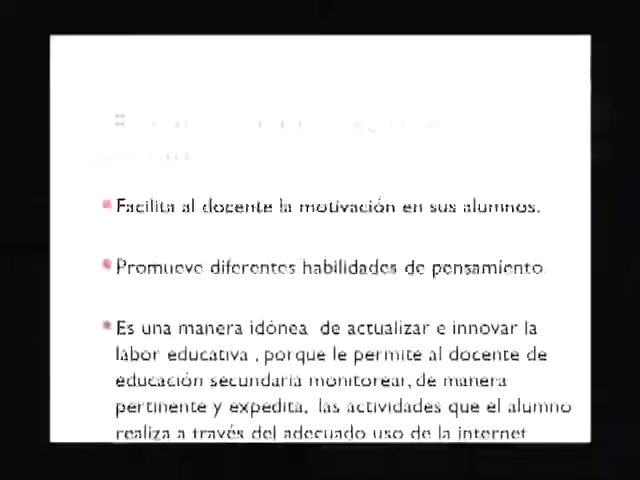 Facilita al docente la motivación en sus alumnos.
Promueve diferentes habilidades de pensamiento
Es una manera idónea de actualizar e innovar la
labor educativa , porque le permite al docente de
educación secundaria monitorear, de manera
pertinente y expedita, las actividades que el alumno
realiza a través del adecuado uso de la internet